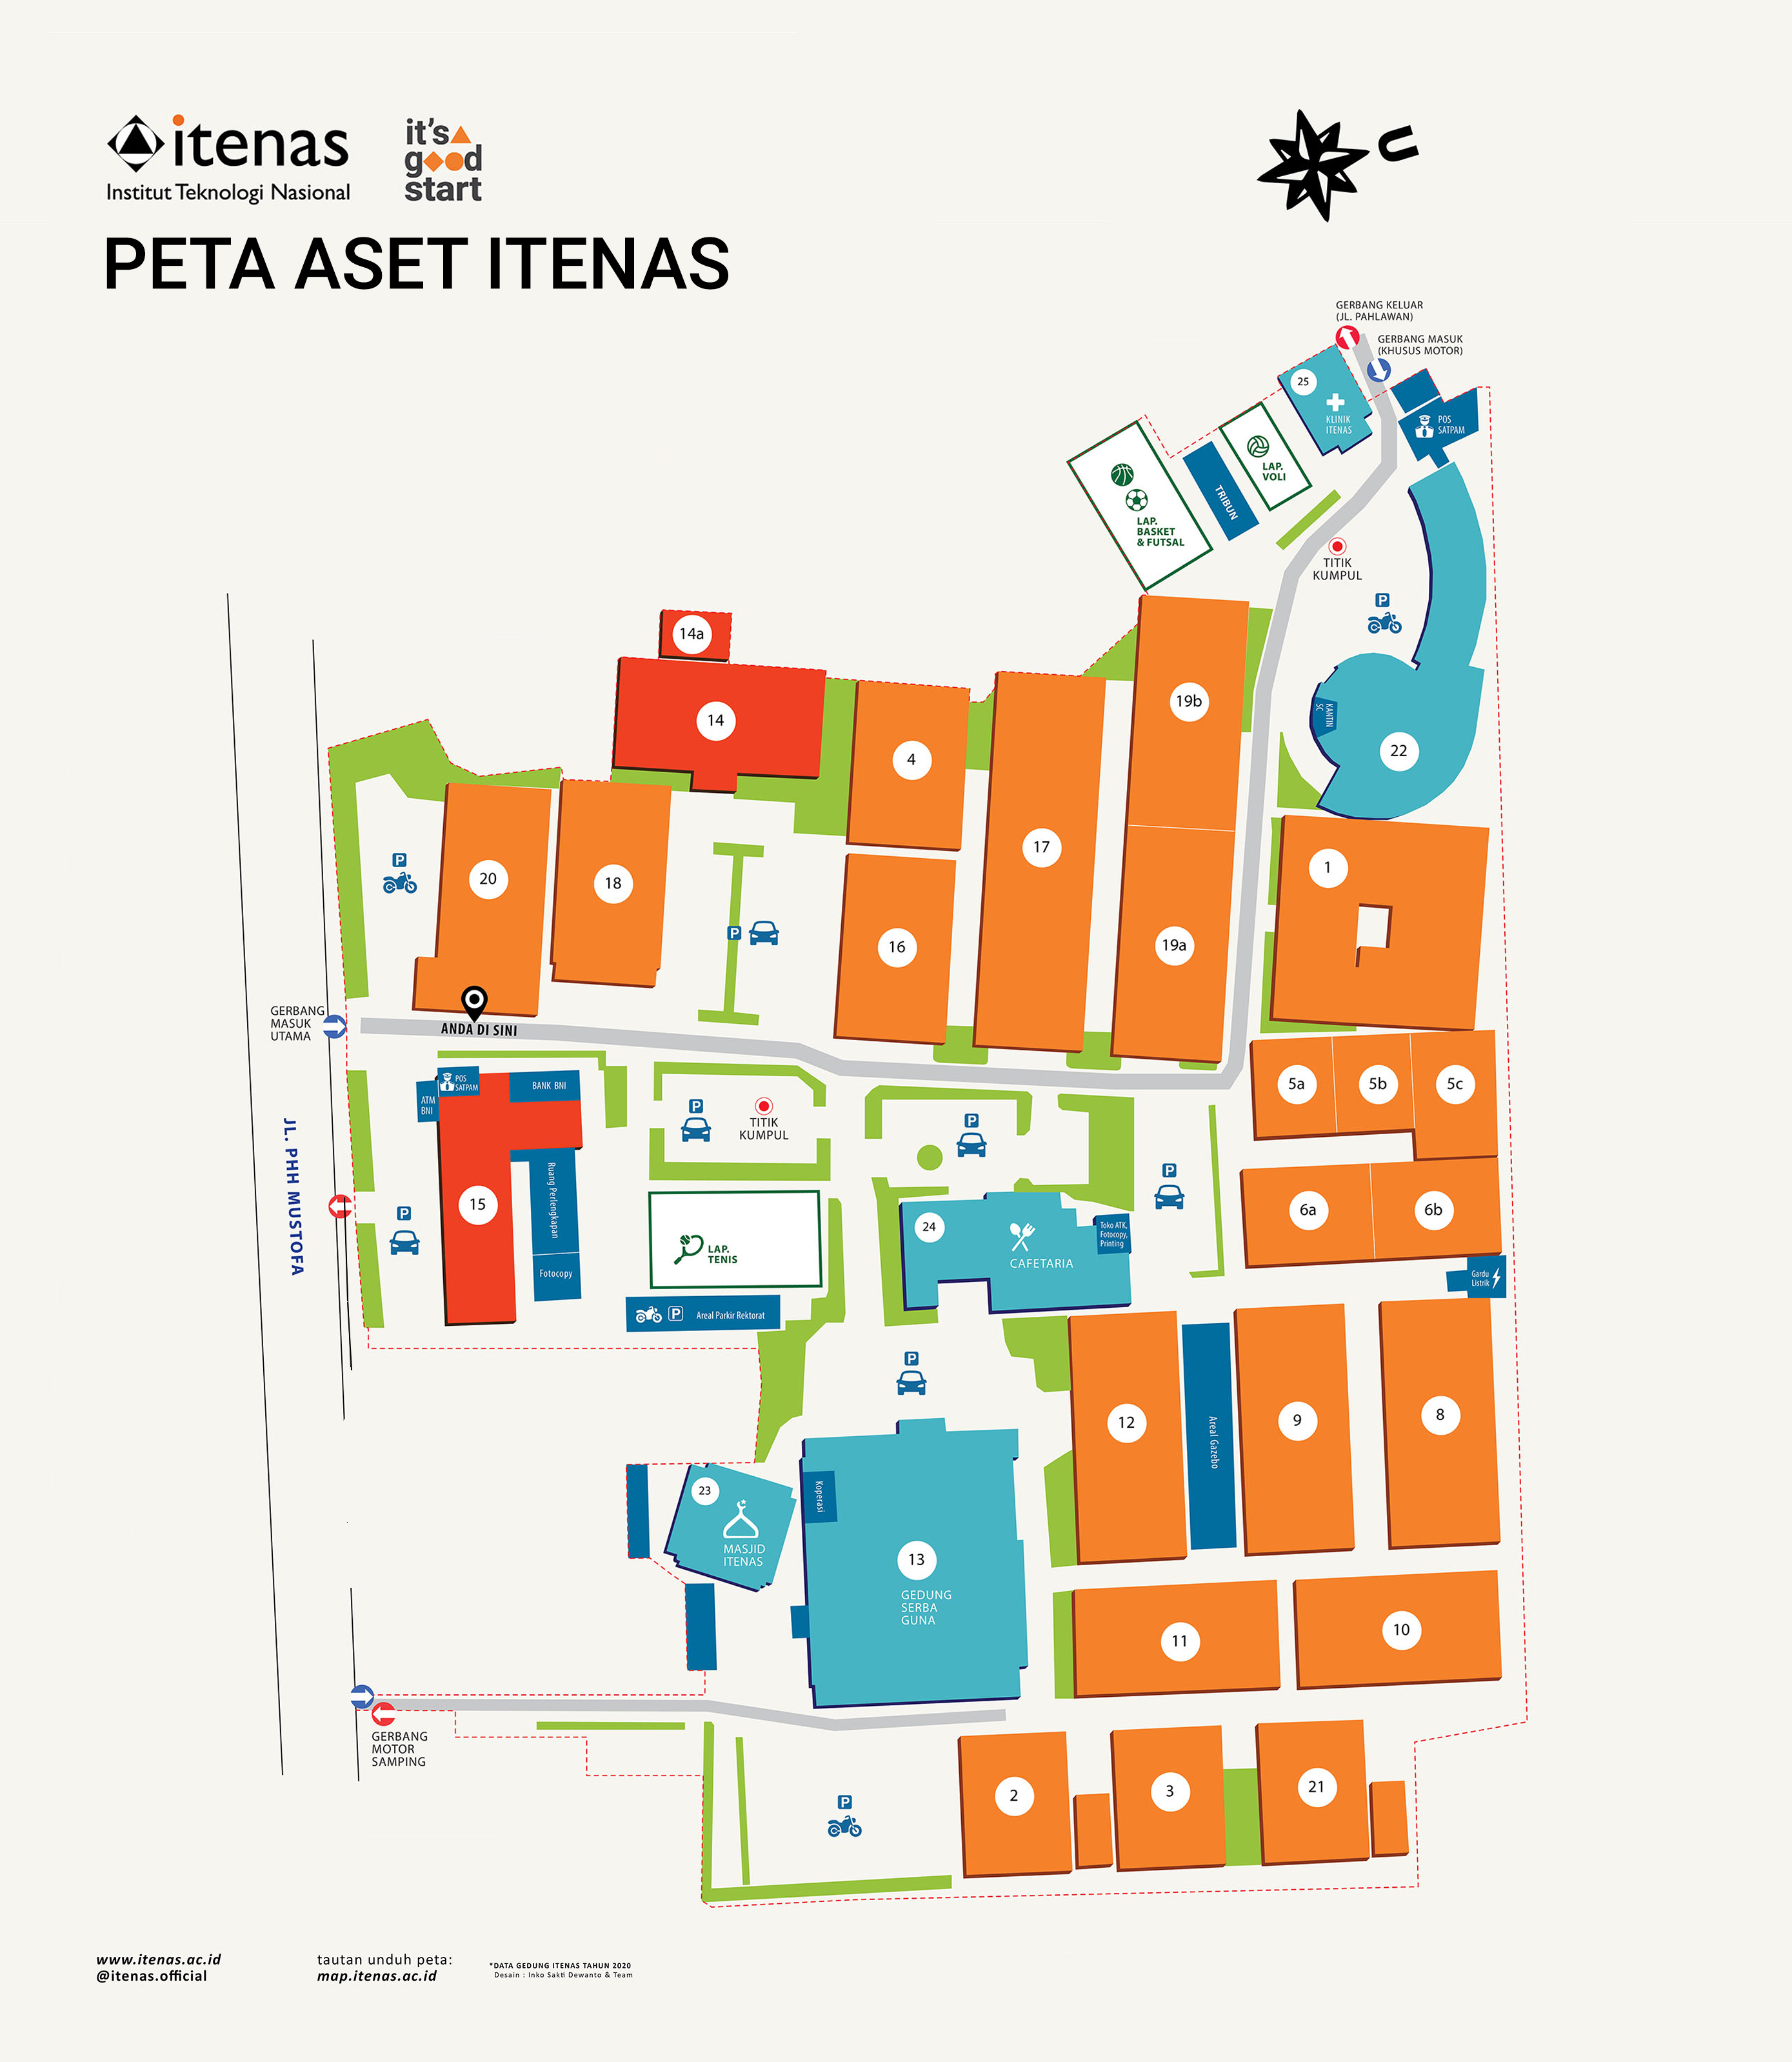 itenas
Institut Teknologi Nasional
it's
good
start
U
PETA ASET ITENAS
GERBANG KELUAR
(JL. PAHLAWAN)
GERBANG MASUK
(KHUSUS MOTOR)
25
KLINIK
ITENAS
POS
SATPAM
LAP.
VOLI
TRIBUN
LAP.
BASKET
& FUTSAL
TITIK
KUMPUL
P
14a
14
19b
KANTIN
SC
22
4
17
1
P
20
18
P
16
19a
GERBANG
MASUK
UTAMA
ANDA DI SINI
POS
SATPAM
BANK BNI
ATM
BNI
P
TITIK
KUMPUL
P
5a
5b
5c
JL. PHH MUSTOFA
15
Ruang Perlengkapan
Fotocopy
P
P
6a
6b
24
CAFETARIA
Toko ATK,
Fotocopy,
Printing
LAP.
TENIS
Gardu
Listrik
P
Areal Parkir Rektorat
P
12
Areal Gazebo
9
8
23
MASJID
ITENAS
Koperasi
13
GEDUNG
SERBA
GUNA
11
10
GERBANG
MOTOR
SAMPING
P
2
3
21
www.itenas.ac.id
@itenas.official
tautan unduh peta:
map.itenas.ac.id
*DATA GEDUNG ITENAS TAHUN 2020
Desain : Inko Sakti Dewanto & Team